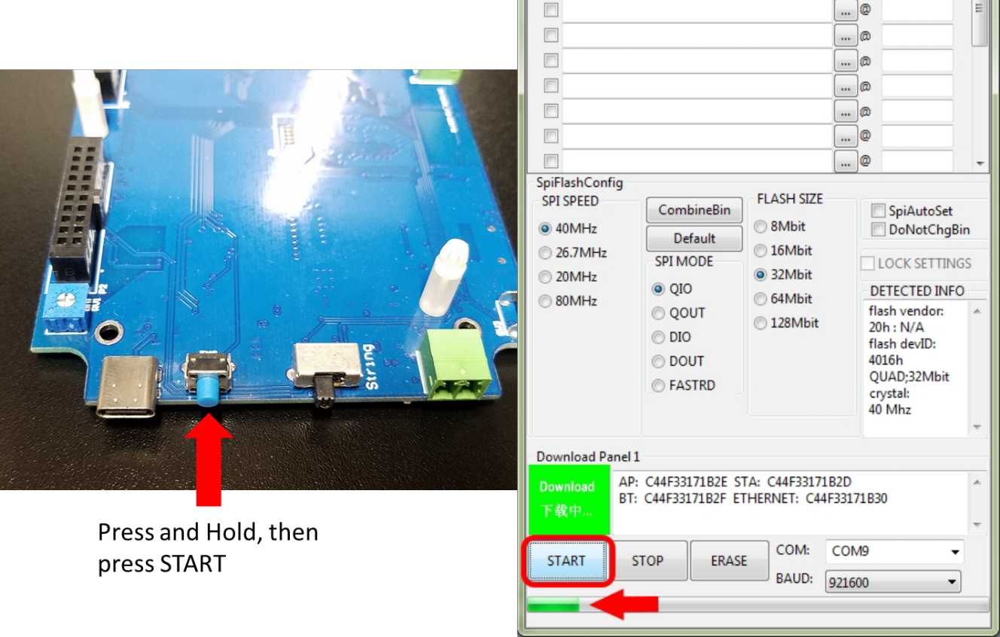 ... @
... @
... @
... @
... @
... @
... @
SpiFlashConfig
SPI SPEED
40MHz
26.7MHz
20MHz
80MHz
CombineBin
Default
SPI MODE
QIO
QOUT
DIO
DOUT
FASTRD
FLASH SIZE
8Mbit
16Mbit
32Mbit
64Mbit
128Mbit
SpiAutoSet
DoNotChgBin
LOCK SETTINGS
DETECTED INFO
flash vendor:
20h : N/A
flash devID:
4016h
QUAD;32Mbit
crystal:
40 Mhz
Download Panel 1
Download
下载中...
AP: C44F33171B2E STA: C44F33171B2D
BT: C44F33171B2F ETHERNET: C44F33171B30
START
STOP
ERASE
COM:
COM9
BAUD:
921600
P2
RV1
String
Press and Hold, then
press START